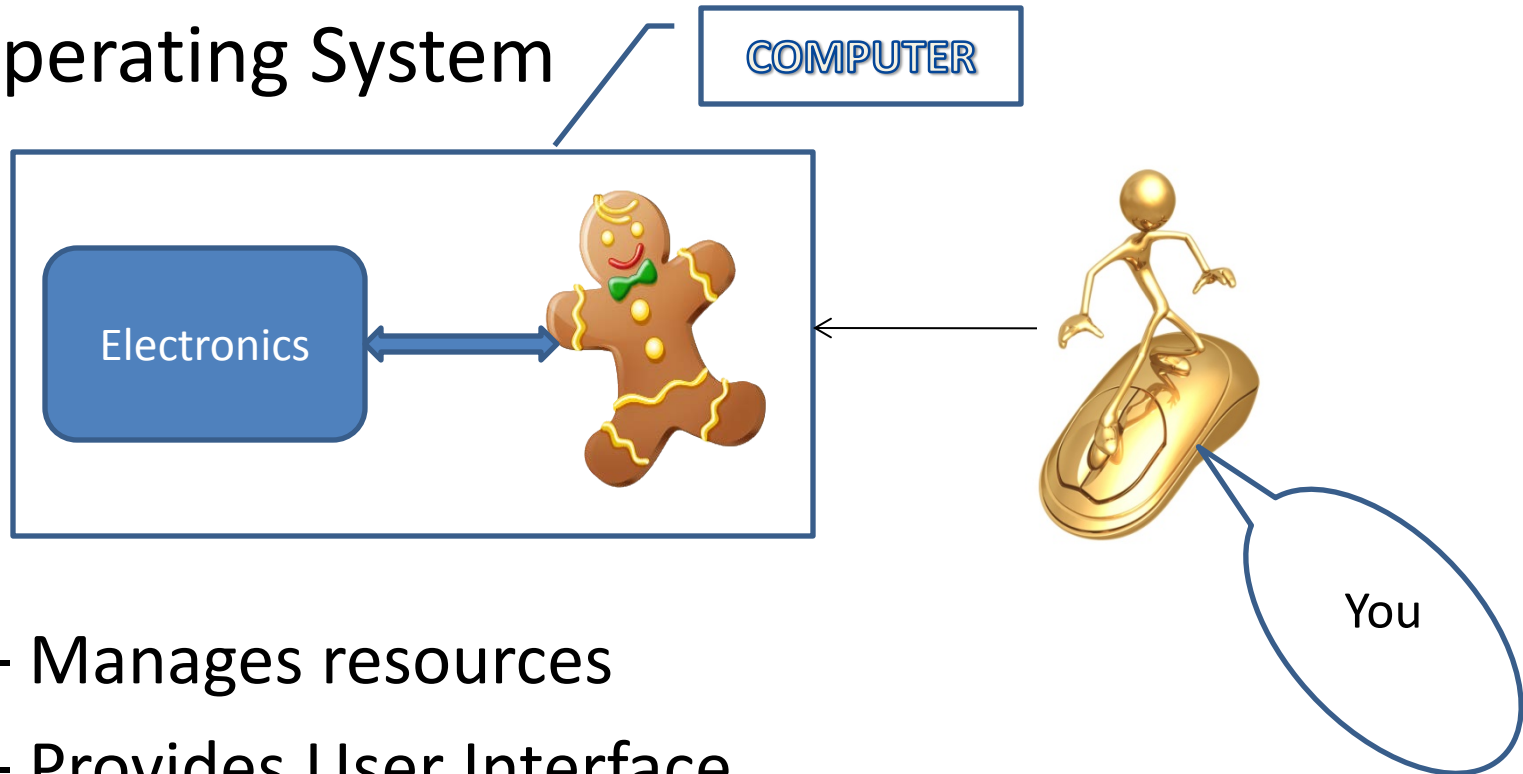 perating System
COMPUTER
Electronics
You
- Manages resources
- Provides User Interface